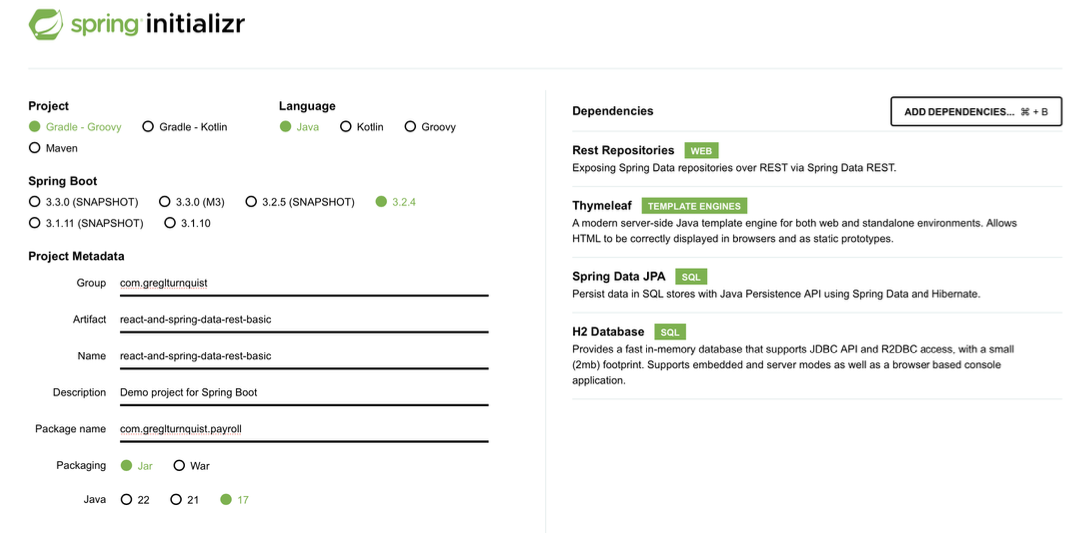 spring initializr
Project
Gradle - Groovy
Gradle - Kotlin
Maven
Language
Java
Kotlin
Groovy
Spring Boot
3.3.0 (SNAPSHOT)
3.3.0 (M3)
3.2.5 (SNAPSHOT)
3.2.4
3.1.11 (SNAPSHOT)
3.1.10
Project Metadata
Group com.greglturnquist
Artifact react-and-spring-data-rest-basic
Name react-and-spring-data-rest-basic
Description Demo project for Spring Boot
Package name com.greglturnquist.payroll
Packaging Jar War
Java 22 21 17
Dependencies
ADD DEPENDENCIES... ⌘ + B
Rest Repositories WEB
Exposing Spring Data repositories over REST via Spring Data REST.
Thymeleaf TEMPLATE ENGINES
A modern server-side Java template engine for both web and standalone environments. Allows
HTML to be correctly displayed in browsers and as static prototypes.
Spring Data JPA SQL
Persist data in SQL stores with Java Persistence API using Spring Data and Hibernate.
H2 Database SQL
Provides a fast in-memory database that supports JDBC API and R2DBC access, with a small
(2mb) footprint. Supports embedded and server modes as well as a browser based console
application.